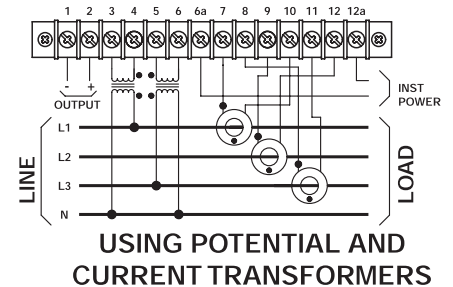 1 2 3 4 5 6 6a 7 8 9 10 11 12 12a
- +
OUTPUT
INST
POWER
LINE
L1
L2
L3
N
LOAD
USING POTENTIAL AND
CURRENT TRANSFORMERS